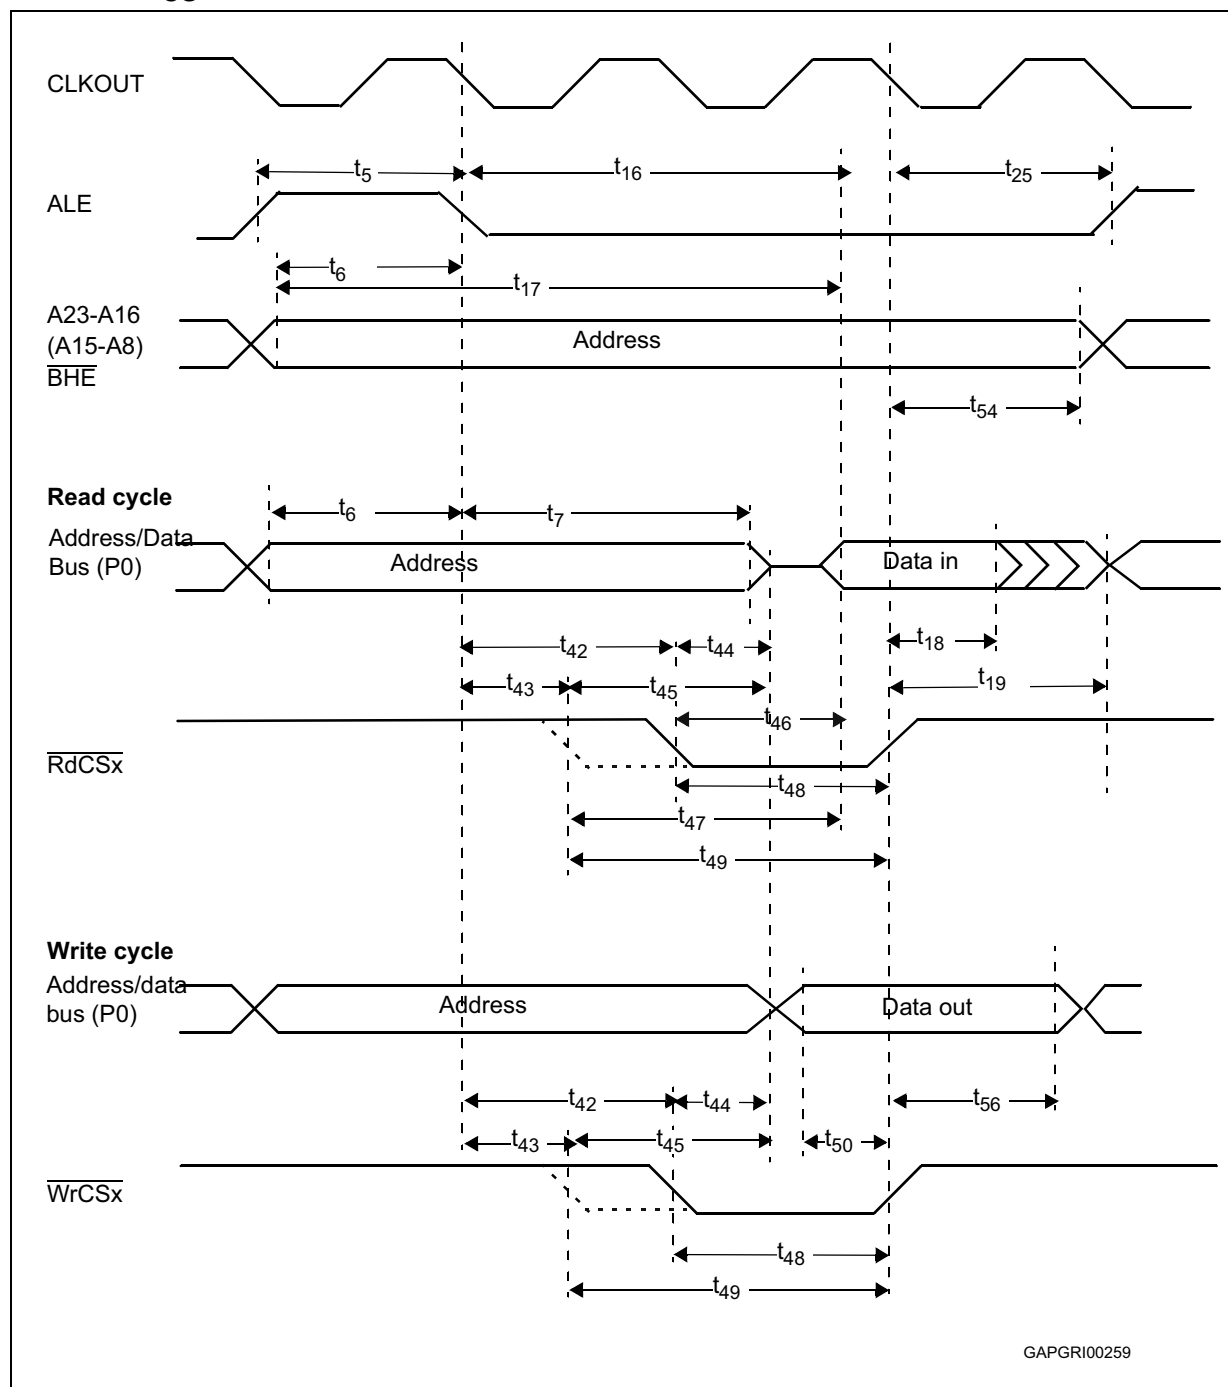 CLKOUT
t5
t16
t25
ALE
t6
t17
A23-A16
(A15-A8)
BHE
Address
t54
Read cycle
t6
t7
Address/Data
Bus (P0)
Address
Data in
t42
t44
t18
t43
t45
t19
t46
RdCSx
t48
t47
t49
Write cycle
Address/data
bus (P0)
Address
Data out
t42
t44
t56
t43
t45
t50
WrCSx
t48
t49
GAPGRI00259